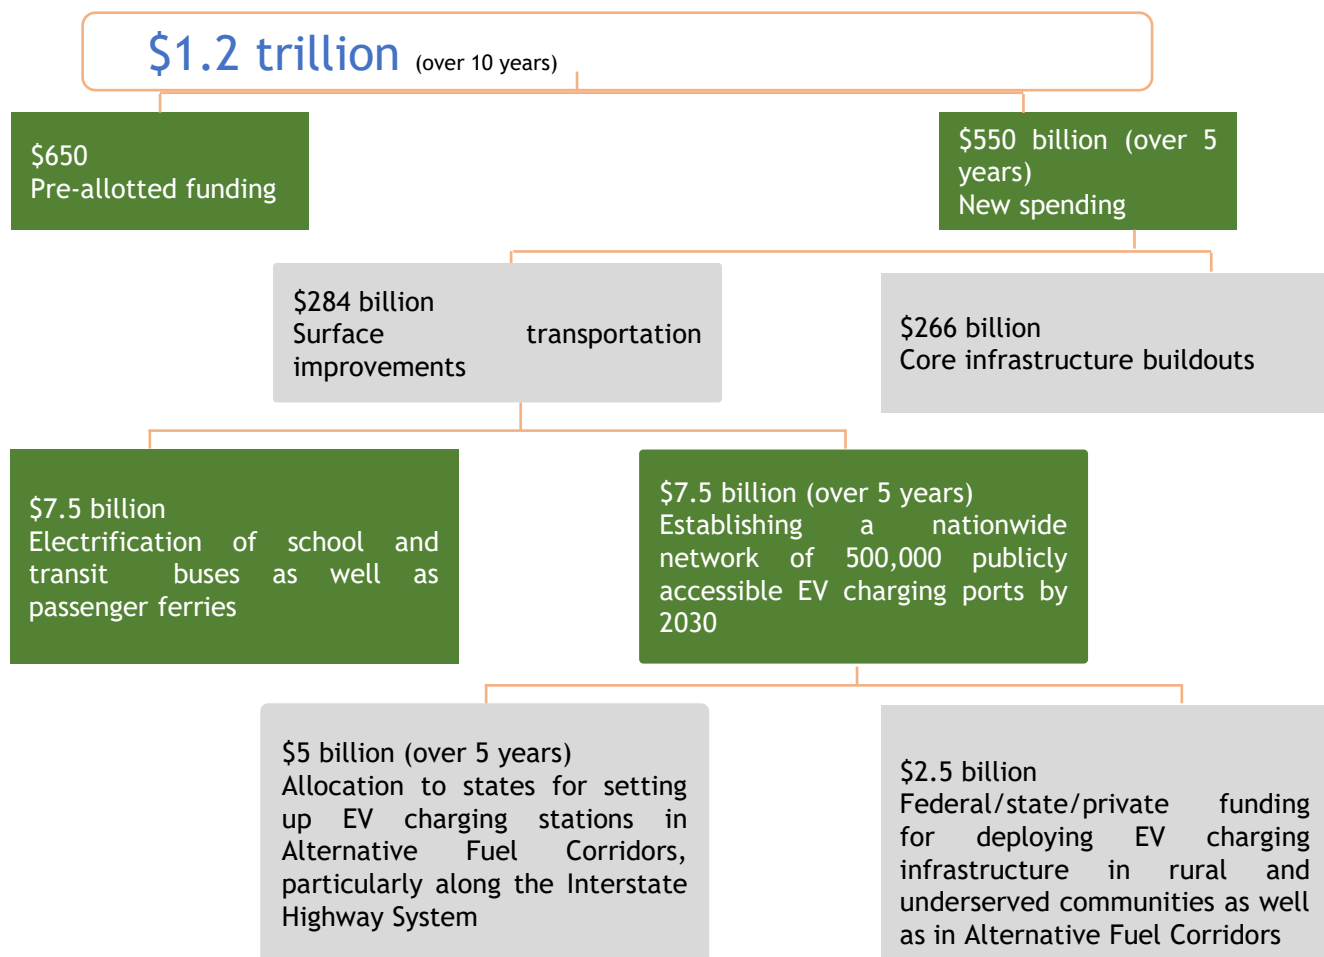 $1.2 trillion (over 10 years)
$650
Pre-allotted funding
$550 billion (over 5
years)
New spending
$284 billion
Surface transportation
improvements
$266 billion
Core infrastructure buildouts
$7.5 billion
Electrification of school and
transit buses as well as
passenger ferries
$7.5 billion (over 5 years)
Establishing a nationwide
network of 500,000 publicly
accessible EV charging ports by
2030
$5 billion (over 5 years)
Allocation to states for setting
up EV charging stations in
Alternative Fuel Corridors,
particularly along the Interstate
Highway System
$2.5 billion
Federal/state/private funding
for deploying EV charging
infrastructure in rural and
underserved communities as well
as in Alternative Fuel Corridors